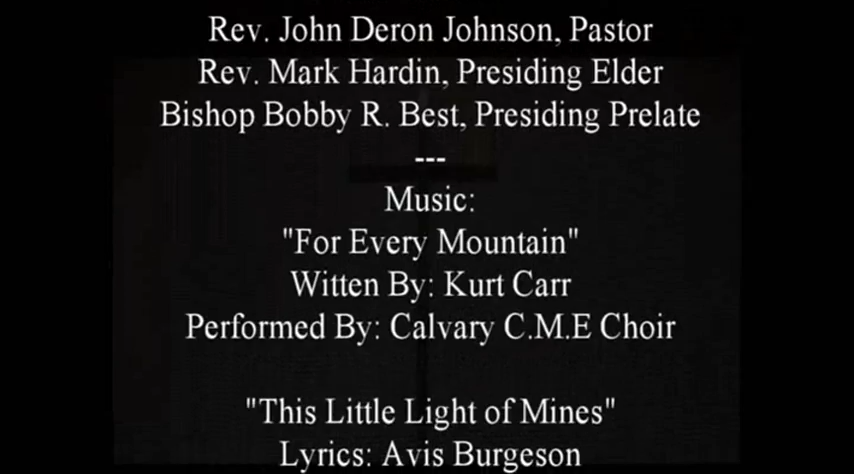 Rev. John Deron Johnson, Pastor
Rev. Mark Hardin, Presiding Elder
Bishop Bobby R. Best, Presiding Prelate
---
Music:
"For Every Mountain"
Witten By: Kurt Carr
Performed By: Calvary C.M.E Choir
"This Little Light of Mines"
Lyrics: Avis Burgeson